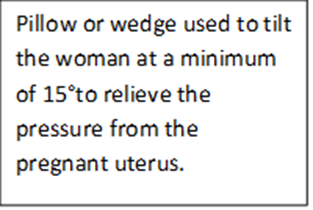 Pillow or wedge used to tilt
the woman at a minimum
of 15°to relieve the
pressure from the
pregnant uterus.